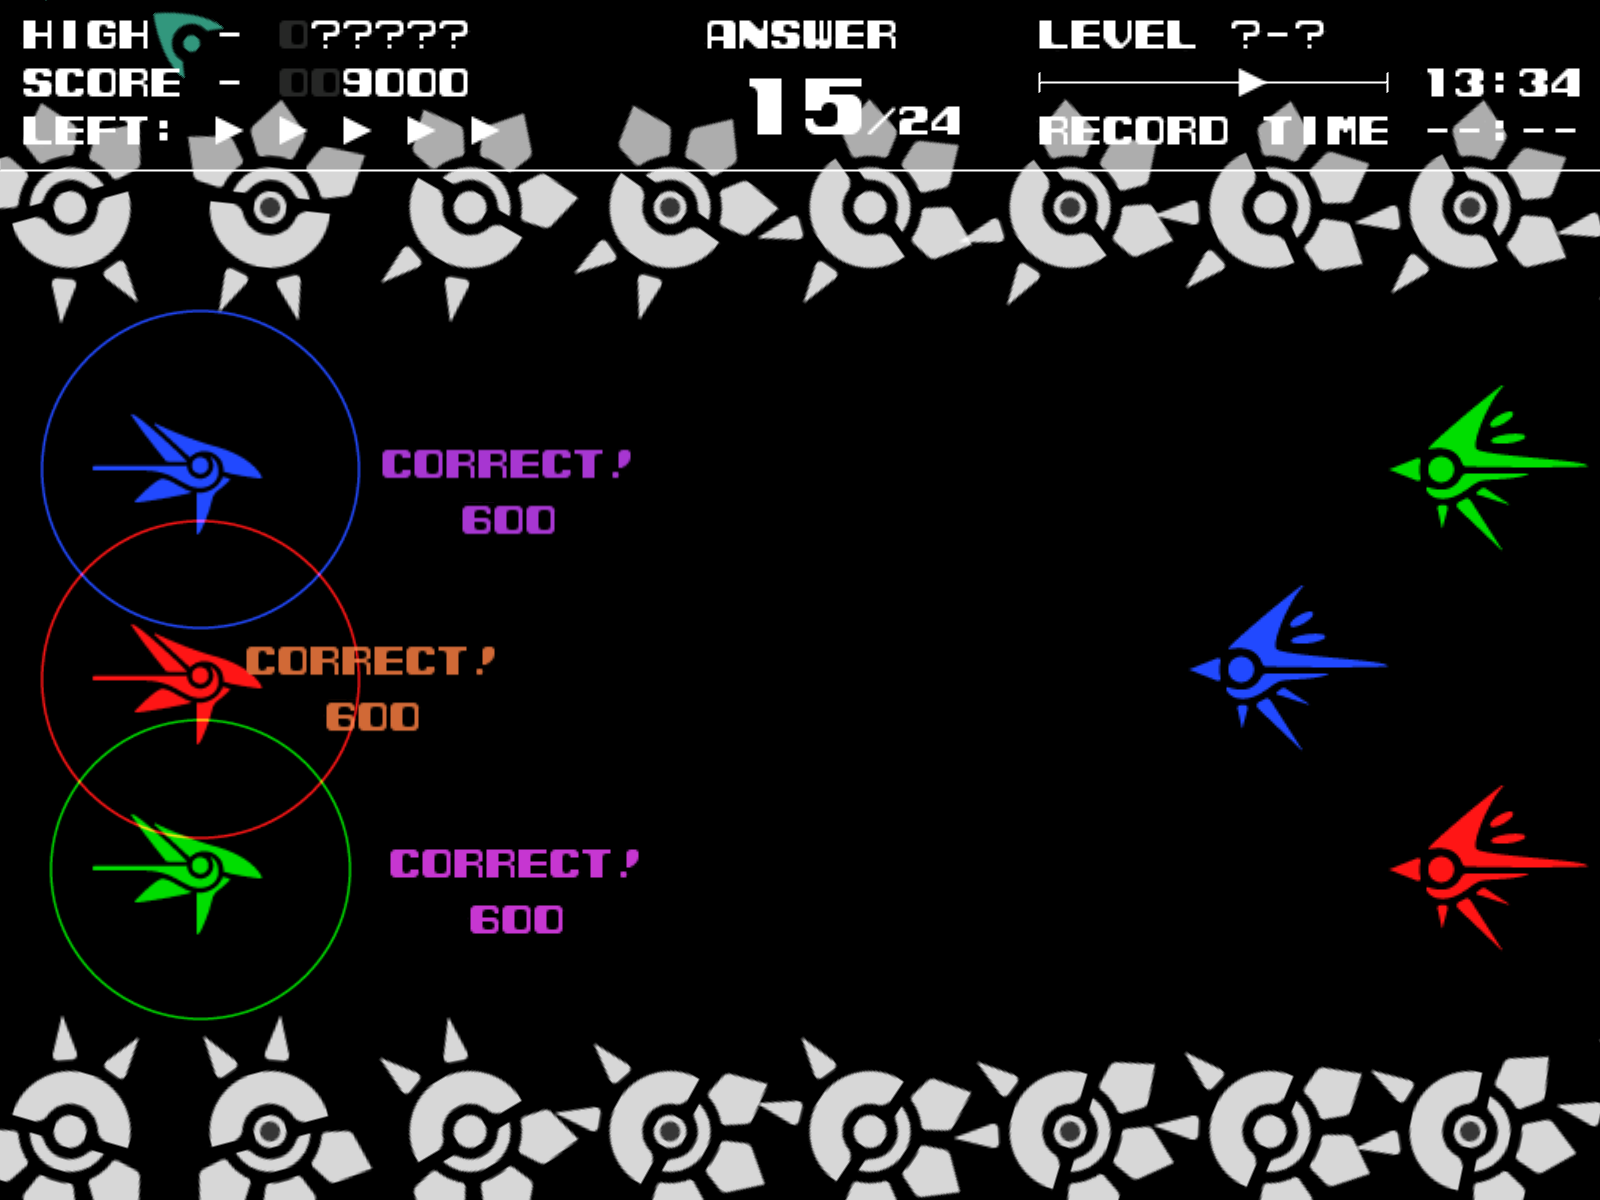 HIGH - 0?????
SCORE - 009000
LEFT:
ANSWER
15/24
LEVEL ?-?
13:34
RECORD TIME --:--
CORRECT!
600
CORRECT!
600
CORRECT!
600